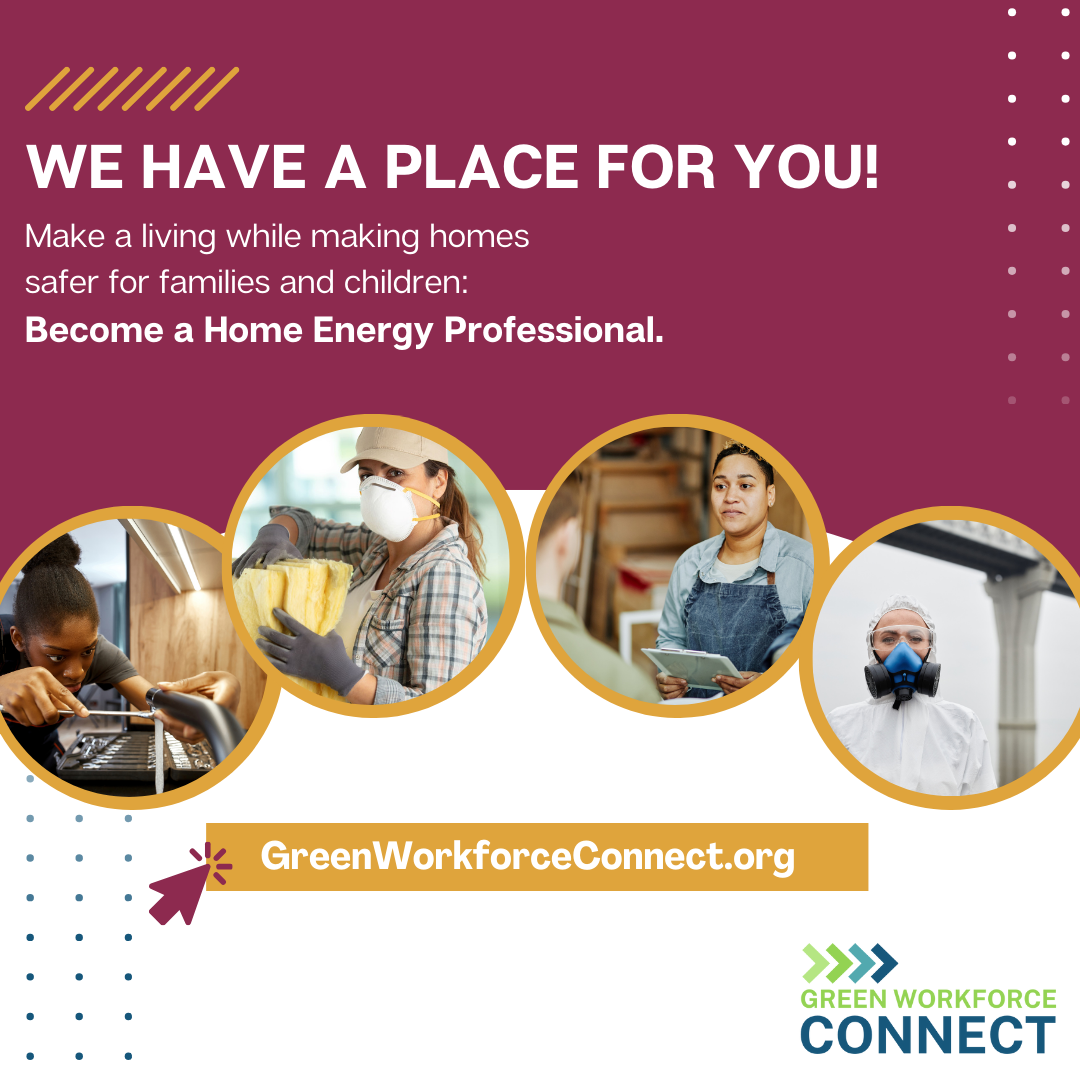 WE HAVE A PLACE FOR YOU!
Make a living while making homes
safer for families and children:
Become a Home Energy Professional.
GreenWorkforceConnect.org
GREEN WORKFORCE
CONNECT